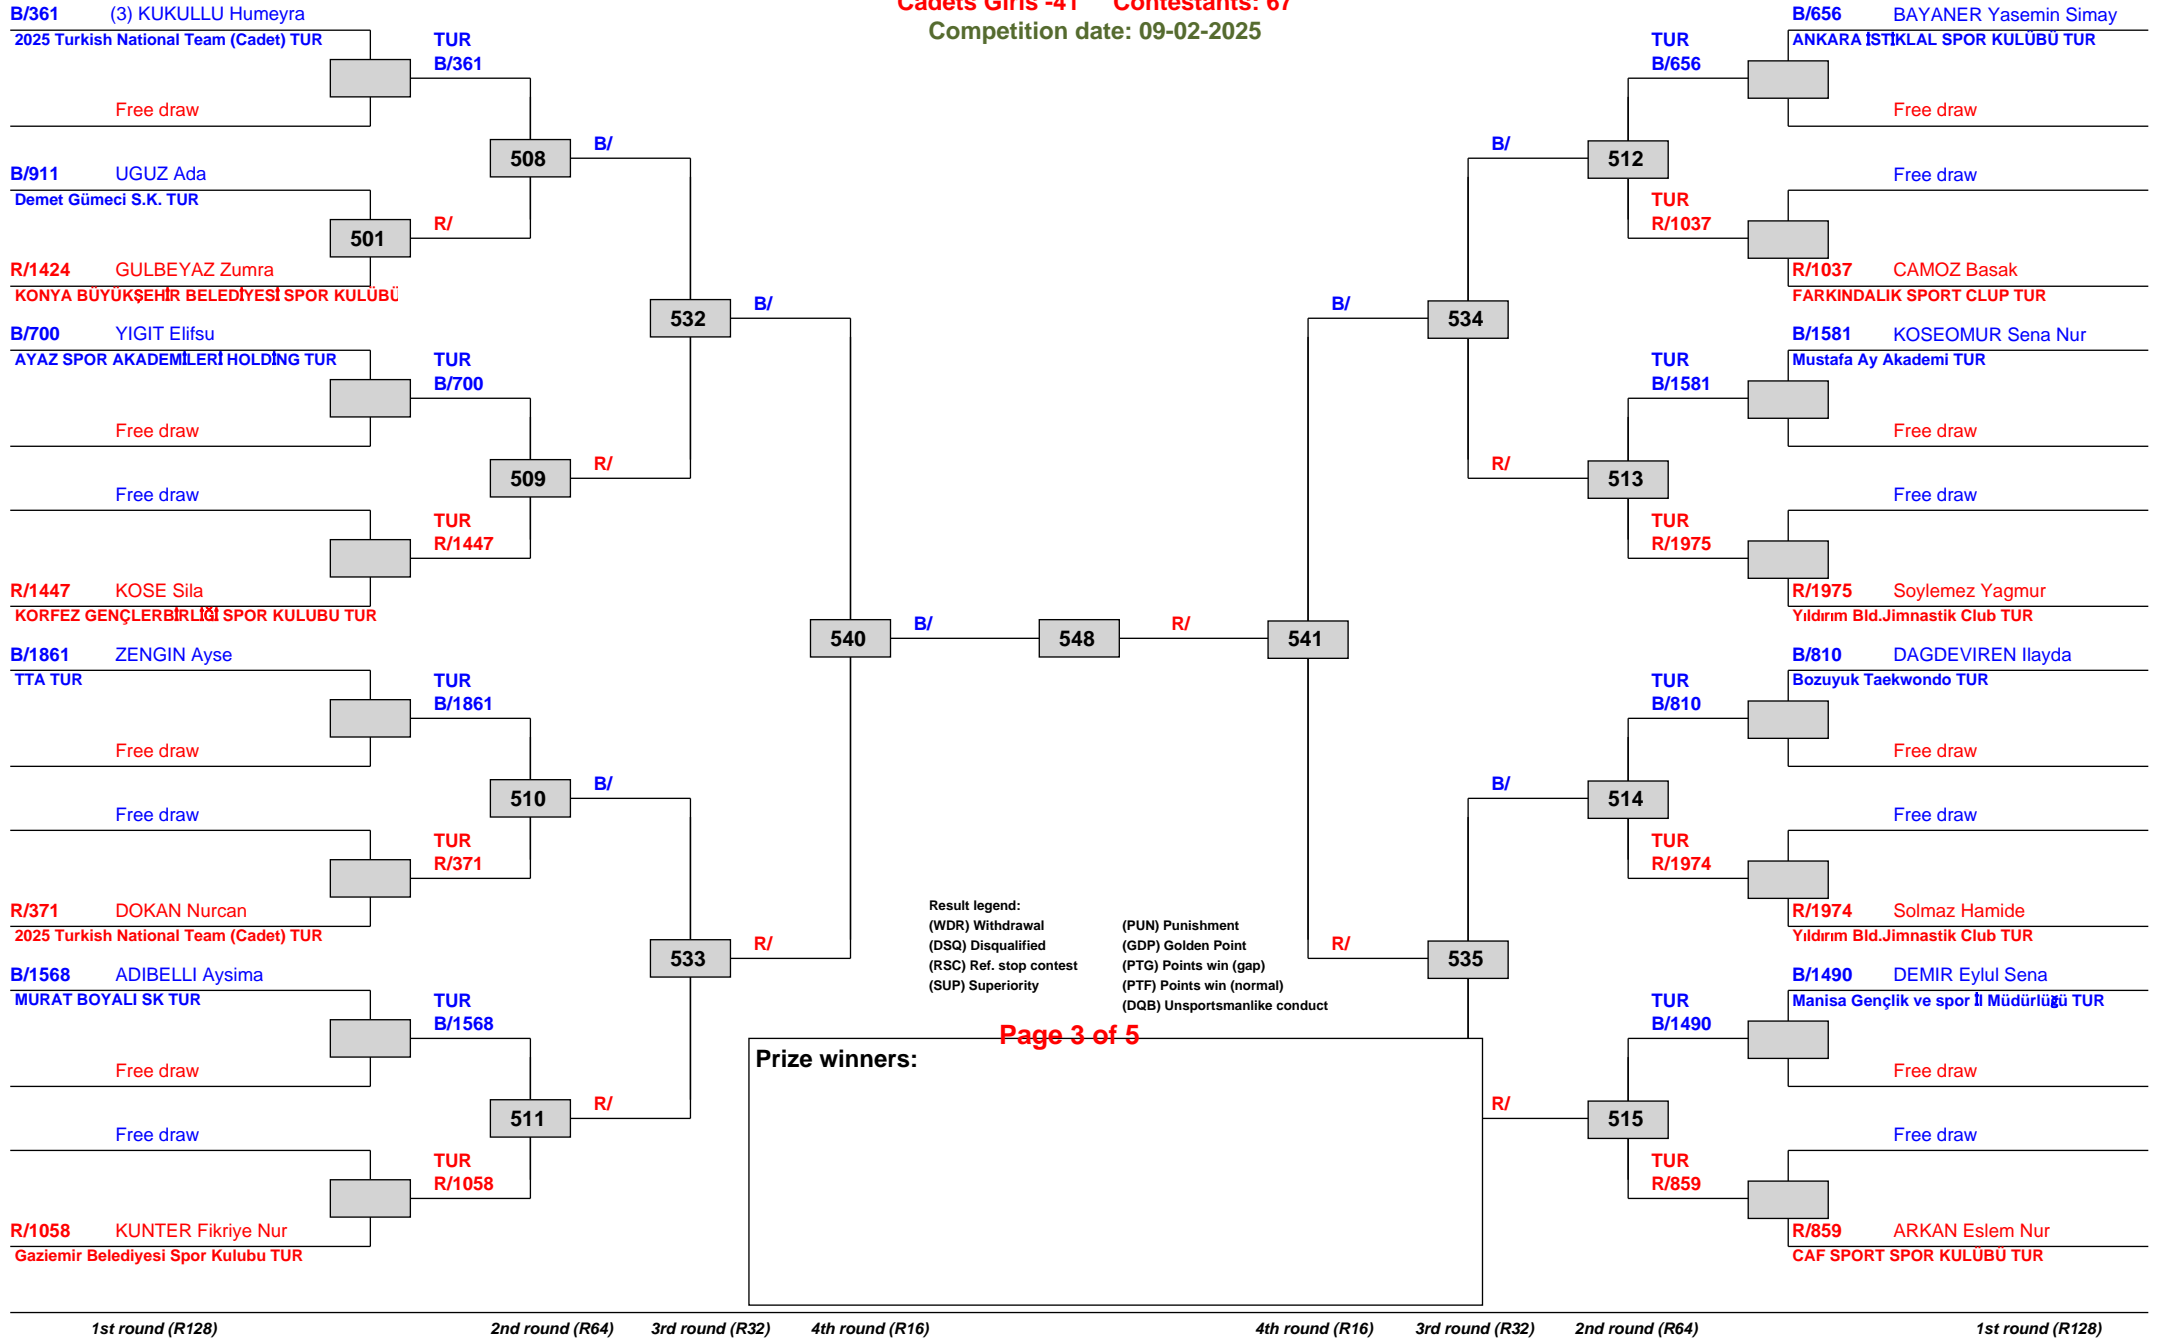 Cadets Girls -41 Contestants: 67
Competition date: 09-02-2025
B/361 (3) KUKULLU Humeyra
2025 Turkish National Team (Cadet) TUR
Free draw
B/911 UGUZ Ada
Demet Gümeci S.K. TUR
R/1424 GULBEYAZ Zumra
KONYA BÜYÜKŞEHİR BELEDİYESİ SPOR KULÜBÜ
B/700 YIGIT Elifsu
AYAZ SPOR AKADEMİLERİ HOLDİNG TUR
Free draw
Free draw
R/1447 KOSE Sila
KORFEZ GENÇLERBİRLİĞİ SPOR KULUBU TUR
B/1861 ZENGIN Ayse
TTA TUR
Free draw
Free draw
R/371 DOKAN Nurcan
2025 Turkish National Team (Cadet) TUR
B/1568 ADIBELLI Aysima
MURAT BOYALI SK TUR
Free draw
Free draw
R/1058 KUNTER Fikriye Nur
Gaziemir Belediyesi Spor Kulubu TUR
501
TUR
B/361
R/
TUR
B/700
TUR
R/1447
TUR
B/1861
TUR
R/371
TUR
B/1568
TUR
R/1058
508
509
510
511
B/
R/
B/
R/
532
533
B/
R/
540
B/
548
R/
541
B/
R/
534
535
B/
R/
B/
R/
512
513
514
515
TUR
B/656
TUR
R/1037
TUR
B/1581
TUR
R/1975
TUR
B/810
TUR
R/1974
TUR
B/1490
TUR
R/859
B/656 BAYANER Yasemin Simay
ANKARA İSTİKLAL SPOR KULÜBÜ TUR
Free draw
Free draw
R/1037 CAMOZ Basak
FARKINDALIK SPORT CLUP TUR
B/1581 KOSEOMUR Sena Nur
Mustafa Ay Akademi TUR
Free draw
Free draw
R/1975 Soylemez Yagmur
Yıldırım Bld.Jimnastik Club TUR
B/810 DAGDEVIREN Ilayda
Bozuyuk Taekwondo TUR
Free draw
Free draw
R/1974 Solmaz Hamide
Yıldırım Bld.Jimnastik Club TUR
B/1490 DEMIR Eylul Sena
Manisa Gençlik ve spor İl Müdürlüğü TUR
Free draw
Free draw
R/859 ARKAN Eslem Nur
CAF SPORT SPOR KULÜBÜ TUR
Result legend:
(WDR) Withdrawal (PUN) Punishment
(DSQ) Disqualified (GDP) Golden Point
(RSC) Ref. stop contest (PTG) Points win (gap)
(SUP) Superiority (PTF) Points win (normal)
(DQB) Unsportsmanlike conduct
Page 3 of 5
Prize winners:
1st round (R128) 2nd round (R64) 3rd round (R32) 4th round (R16) 4th round (R16) 3rd round (R32) 2nd round (R64) 1st round (R128)